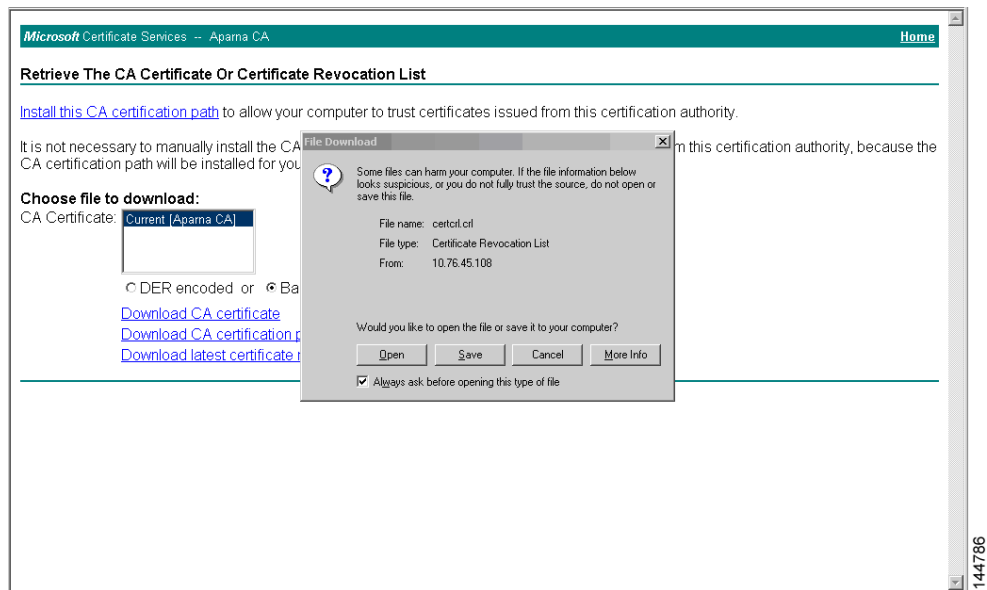 Microsoft Certificate Services -- Aparna CA Home
Retrieve The CA Certificate Or Certificate Revocation List
Install this CA certification path to allow your computer to trust certificates issued from this certification authority.
It is not necessary to manually install the CA
m this certification authority, because the
CA certification path will be installed for you
Choose file to download:
CA Certificate: Current [Aparna CA]
DER encoded or Ba
Download CA certificate
Download CA certification p
Download latest certificate r
File Download
Some files can harm your computer. If the file information below
looks suspicious, or you do not fully trust the source, do not open or
save this file.
File name: certcrl.crl
File type: Certificate Revocation List
From: 10.76.45.108
Would you like to open the file or save it to your computer?
Open Save Cancel More Info
Always ask before opening this type of file
144786